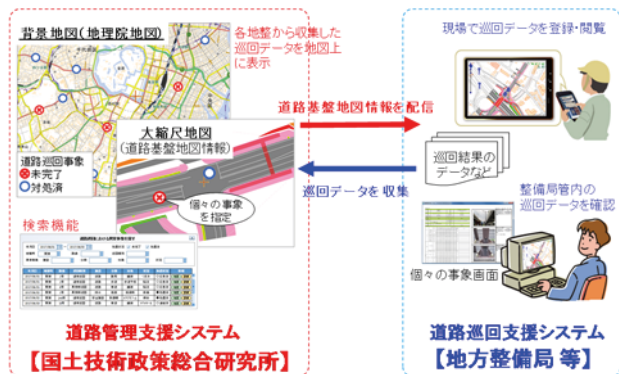 背景地図(地理院地図)
各地整から収集した
巡回データを地図上
に表示
大縮尺地図
(道路基盤地図情報)
道路巡回事象
未完了
対処済
個々の事象
を指定
検索機能
道路管理支援システム
【国土技術政策総合研究所】
道路基盤地図情報を配信
巡回データを収集
現場で巡回データを登録・閲覧
巡回結果の
データなど
整備局管内の
巡回データを確認
個々の事象画面
道路巡回支援システム
【地方整備局 等】